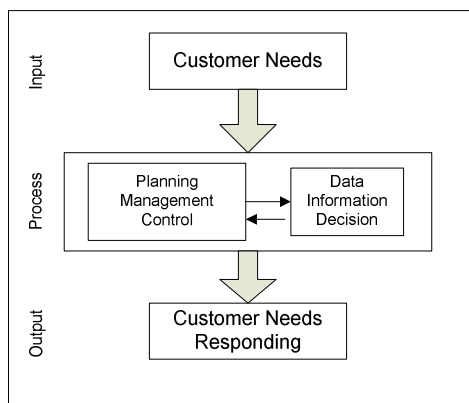 Input
Customer Needs
Process
Planning
Management
Control
Data
Information
Decision
Output
Customer Needs
Responding